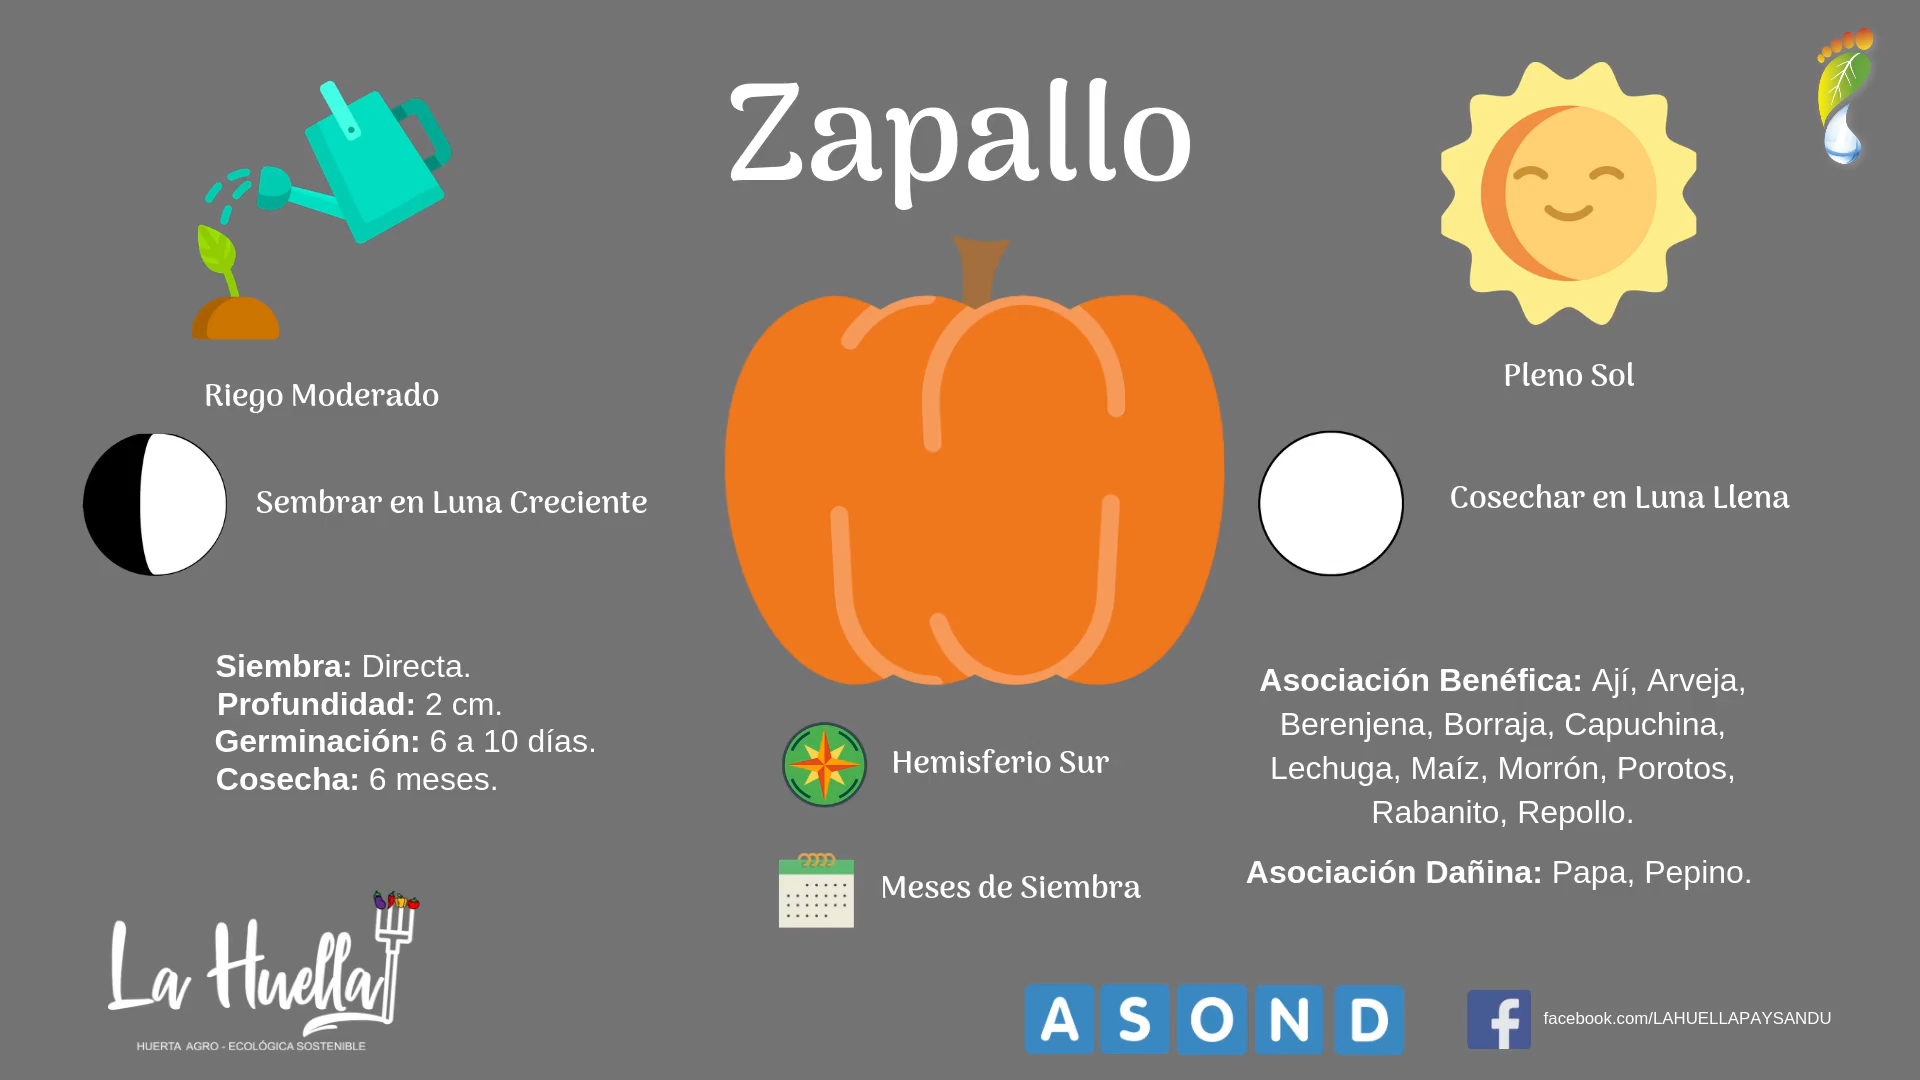 Zapallo
Riego Moderado
Pleno Sol
Sembrar en Luna Creciente
Cosechar en Luna Llena
Siembra: Directa.
Profundidad: 2 cm.
Germinación: 6 a 10 días.
Cosecha: 6 meses.
Asociación Benéfica: Ají, Arveja,
Berenjena, Borraja, Capuchina,
Lechuga, Maíz, Morrón, Porotos,
Rabanito, Repollo.
Asociación Dañina: Papa, Pepino.
Hemisferio Sur
Meses de Siembra
A S O N D
La Huella
HUERTA AGRO - ECOLÓGICA SOSTENIBLE
f facebook.com/LAHUELLAPAYSANDU